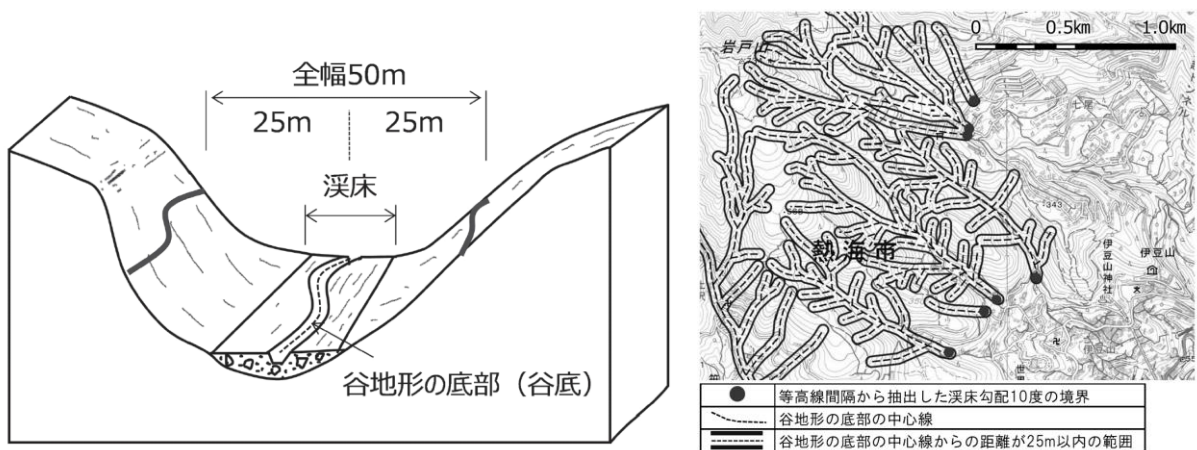 全幅50m
25m
25m
渓床
谷地形の底部（谷底）
0
0.5km
1.0km
岩戸山
七尾
・343
熱海市
伊豆山神社
伊豆山
卍
等高線間隔から抽出した渓床勾配10度の境界
谷地形の底部の中心線
谷地形の底部の中心線からの距離が25m以内の範囲